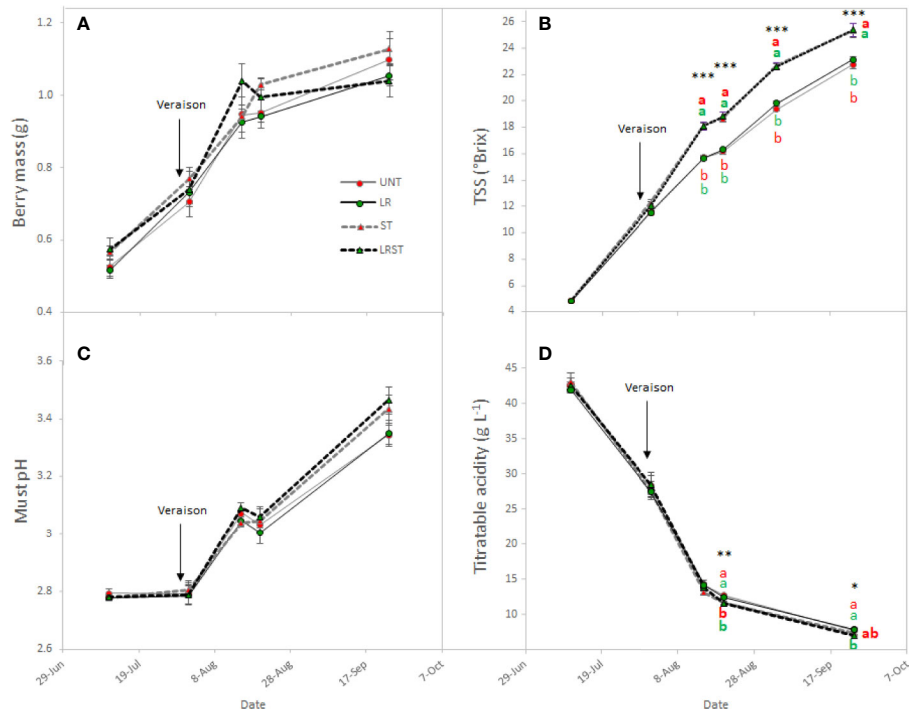 A
1.2
1.0
0.8
0.6
0.4
Berry mass (g)
Veraison
UNT
LR
ST
LRST
B
26
24
22
20
18
16
14
12
10
8
6
4
TSS (°Brix)
Veraison
***
a
a
b
b
***
a
a
b
b
***
a
a
b
b
***
a
a
b
b
C
3.6
3.4
3.2
3
2.8
2.6
Must pH
Veraison
29-Jun
19-Jul
8-Aug
28-Aug
17-Sep
7-Oct
Date
D
45
40
35
30
25
20
15
10
Titratable acidity (g L-1)
Veraison
**
a
a
b
b
*
a
a
ab
b
29-Jun
19-Jul
8-Aug
28-Aug
17-Sep
7-Oct
Date